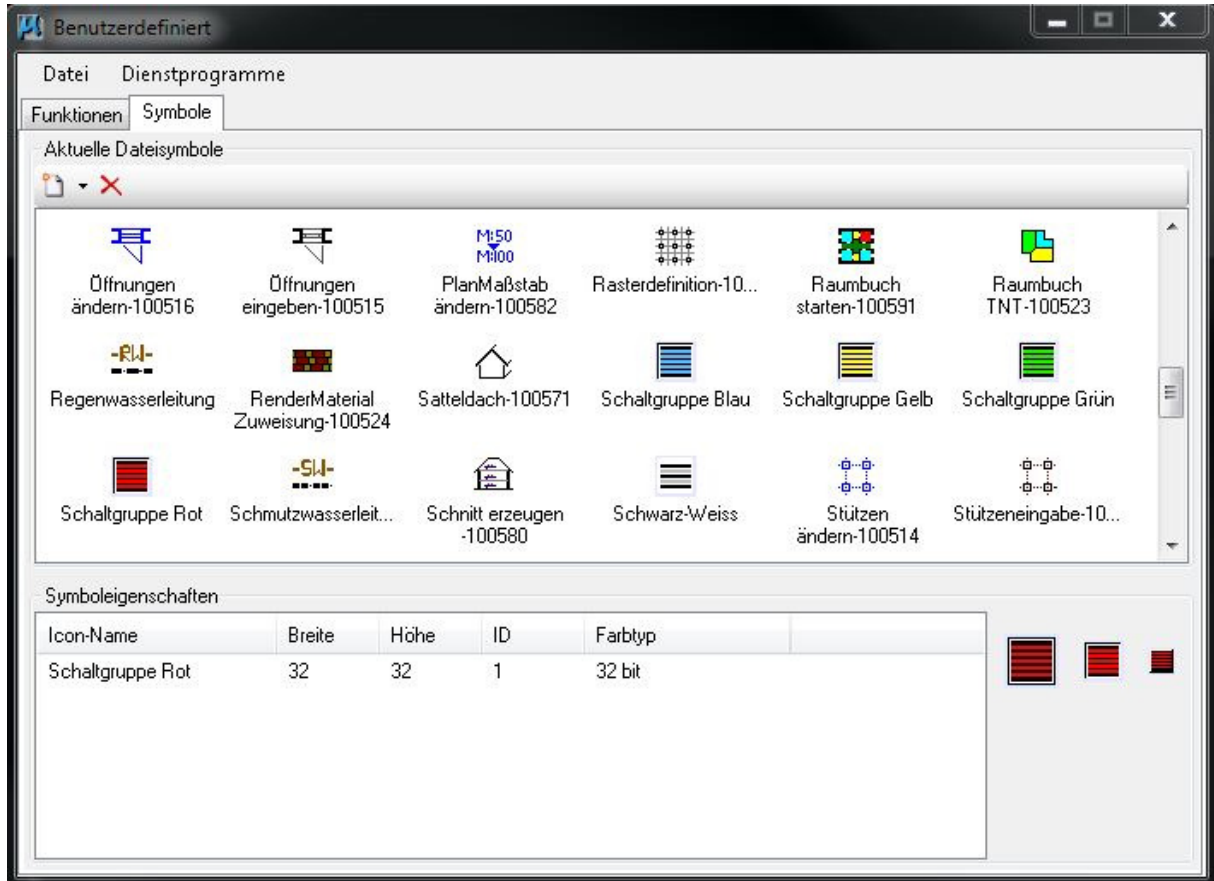 Benutzerdefiniert
Datei Dienstprogramme
Funktionen Symbole
Aktuelle Dateisymbole
M:50
M:100
Öffnungen ändern-100516
Öffnungen eingeben-100515
PlanMaßstab ändern-100582
Rasterdefinition-10...
Raumbuch starten-100591
Raumbuch TNT-100523
-RW-
Regenwasserleitung
RenderMaterial Zuweisung-100524
Satteldach-100571
Schaltgruppe Blau
Schaltgruppe Gelb
Schaltgruppe Grün
Schaltgruppe Rot
-SW-
Schmutzwasserleit...
Schnitt erzeugen -100580
Schwarz-Weiss
Stützen ändern-100514
Stützeneingabe-10...
Symboleigenschaften
Icon-Name Breite Höhe ID Farbtyp
Schaltgruppe Rot 32 32 1 32 bit